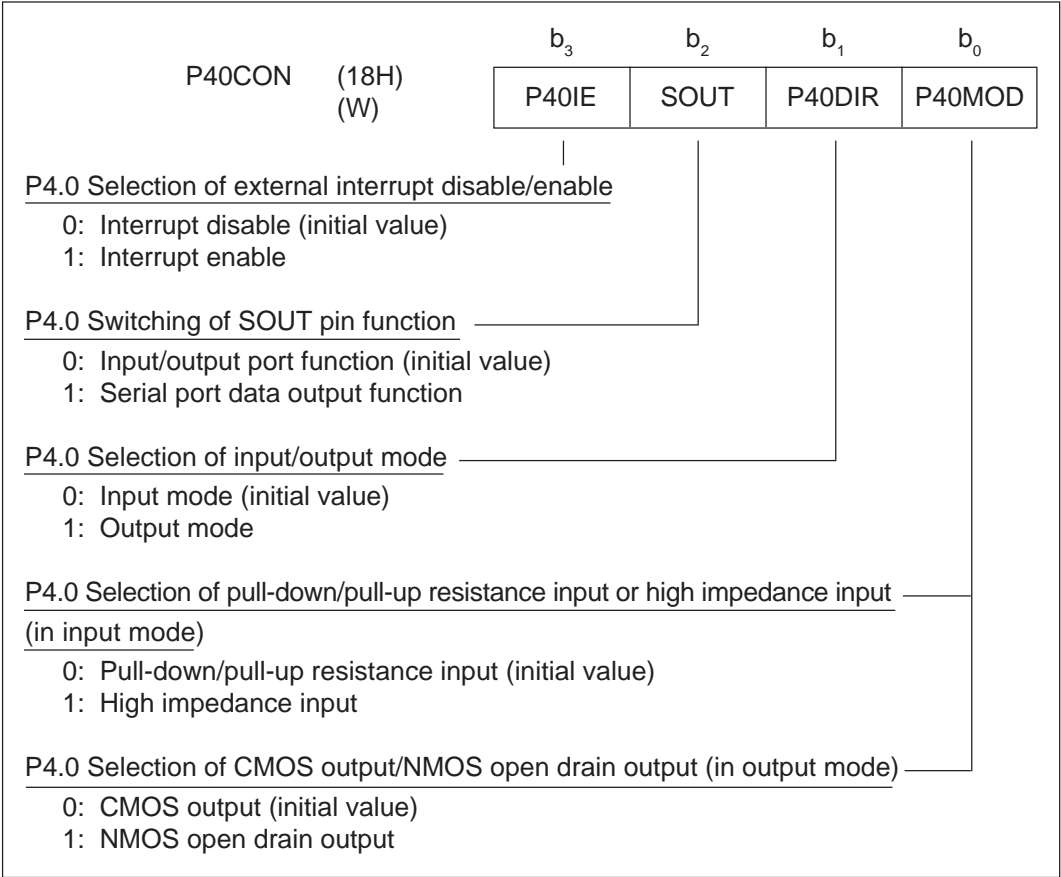 b3 b2 b1 b0
P40CON (18H) P40IE SOUT P40DIR P40MOD
(W)
P4.0 Selection of external interrupt disable/enable
0: Interrupt disable (initial value)
1: Interrupt enable
P4.0 Switching of SOUT pin function
0: Input/output port function (initial value)
1: Serial port data output function
P4.0 Selection of input/output mode
0: Input mode (initial value)
1: Output mode
P4.0 Selection of pull-down/pull-up resistance input or high impedance input
(in input mode)
0: Pull-down/pull-up resistance input (initial value)
1: High impedance input
P4.0 Selection of CMOS output/NMOS open drain output (in output mode)
0: CMOS output (initial value)
1: NMOS open drain output